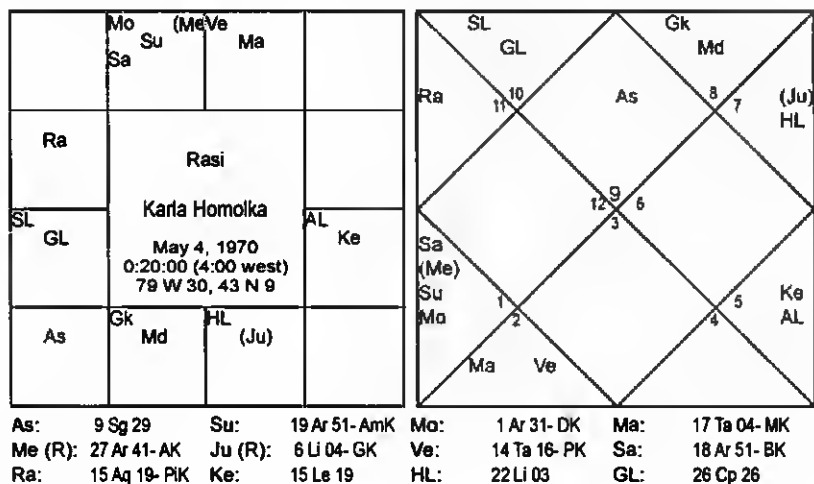 Mo (Me Ve
Su Ma
Sa
Ra
Rasi
Karla Homolka
May 4, 1970
0:20:00 (4:00 west)
79 W 30, 43 N 9
SL
GL
AL
Ke
As
Gk
Md
HL
(Ju)
SL
GL
Gk
Md
Ra
11 10
As
8 7
(Ju)
HL
9
12 6
3
Sa
(Me)
Su
Mo
1 2
5 4
Ke
AL
Ma Ve
As: 9 Sg 29 Su: 19 Ar 51- AmK Mo: 1 Ar 31- DK Ma: 17 Ta 04- MK
Me (R): 27 Ar 41- AK Ju (R): 6 Li 04- GK Ve: 14 Ta 16- PK Sa: 18 Ar 51- BK
Ra: 15 Aq 19- PiK Ke: 15 Le 19 HL: 22 Li 03 GL: 26 Cp 26